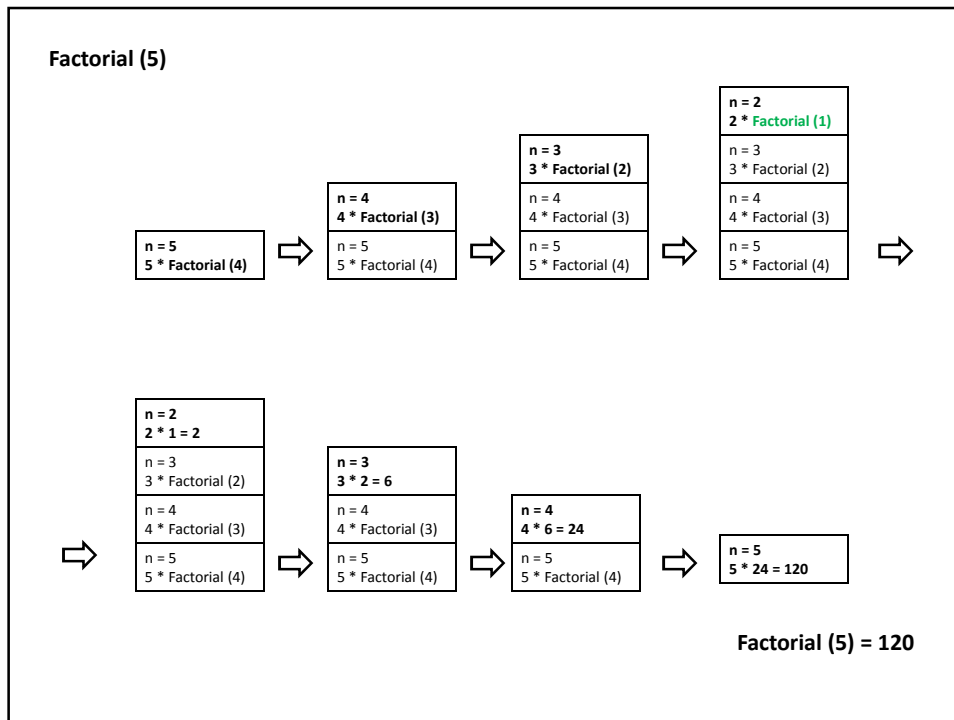 Factorial (5)
n = 5
5 * Factorial (4)
n = 4
4 * Factorial (3)
n = 5
5 * Factorial (4)
n = 3
3 * Factorial (2)
n = 4
4 * Factorial (3)
n = 5
5 * Factorial (4)
n = 2
2 * Factorial (1)
n = 3
3 * Factorial (2)
n = 4
4 * Factorial (3)
n = 5
5 * Factorial (4)
n = 2
2 * 1 = 2
n = 3
3 * Factorial (2)
n = 4
4 * Factorial (3)
n = 5
5 * Factorial (4)
n = 3
3 * 2 = 6
n = 4
4 * Factorial (3)
n = 5
5 * Factorial (4)
n = 4
4 * 6 = 24
n = 5
5 * Factorial (4)
n = 5
5 * 24 = 120
Factorial (5) = 120